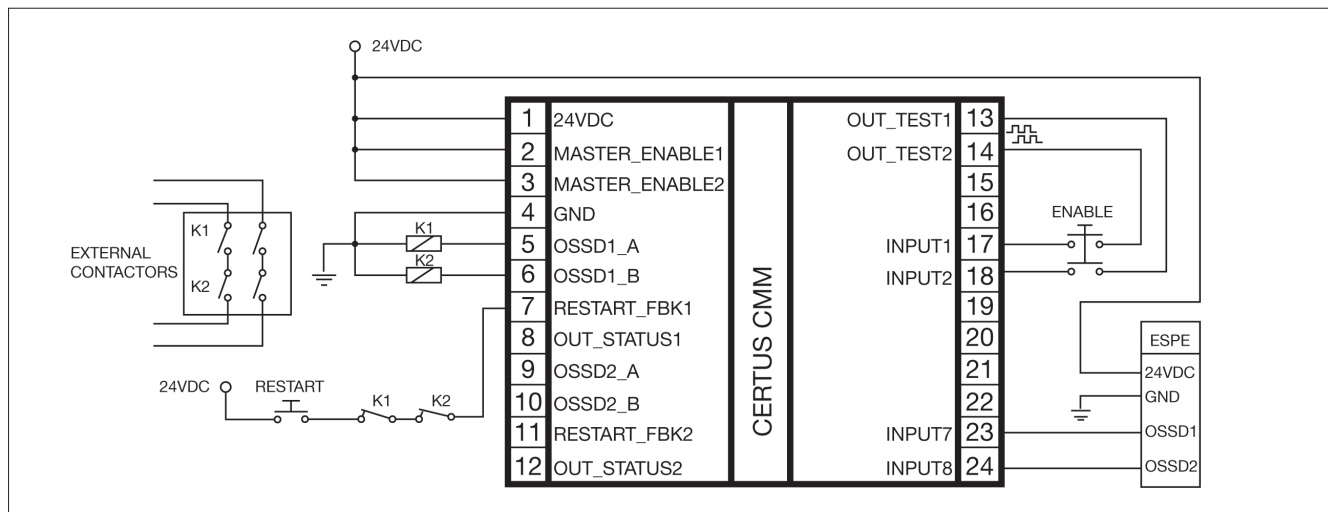 24VDC
1 24VDC
2 MASTER_ENABLE1
3 MASTER_ENABLE2
4 GND
5 OSSD1_A
6 OSSD1_B
7 RESTART_FBK1
8 OUT_STATUS1
9 OSSD2_A
10 OSSD2_B
11 RESTART_FBK2
12 OUT_STATUS2
K1
K2
EXTERNAL
CONTACTORS
K1
K2
24VDC
RESTART
K1
K2
CERTUS CMM
OUT_TEST1 13
OUT_TEST2 14
15
16
INPUT1 17
INPUT2 18
19
20
21
22
INPUT7 23
INPUT8 24
ENABLE
ESPE
24VDC
GND
OSSD1
OSSD2